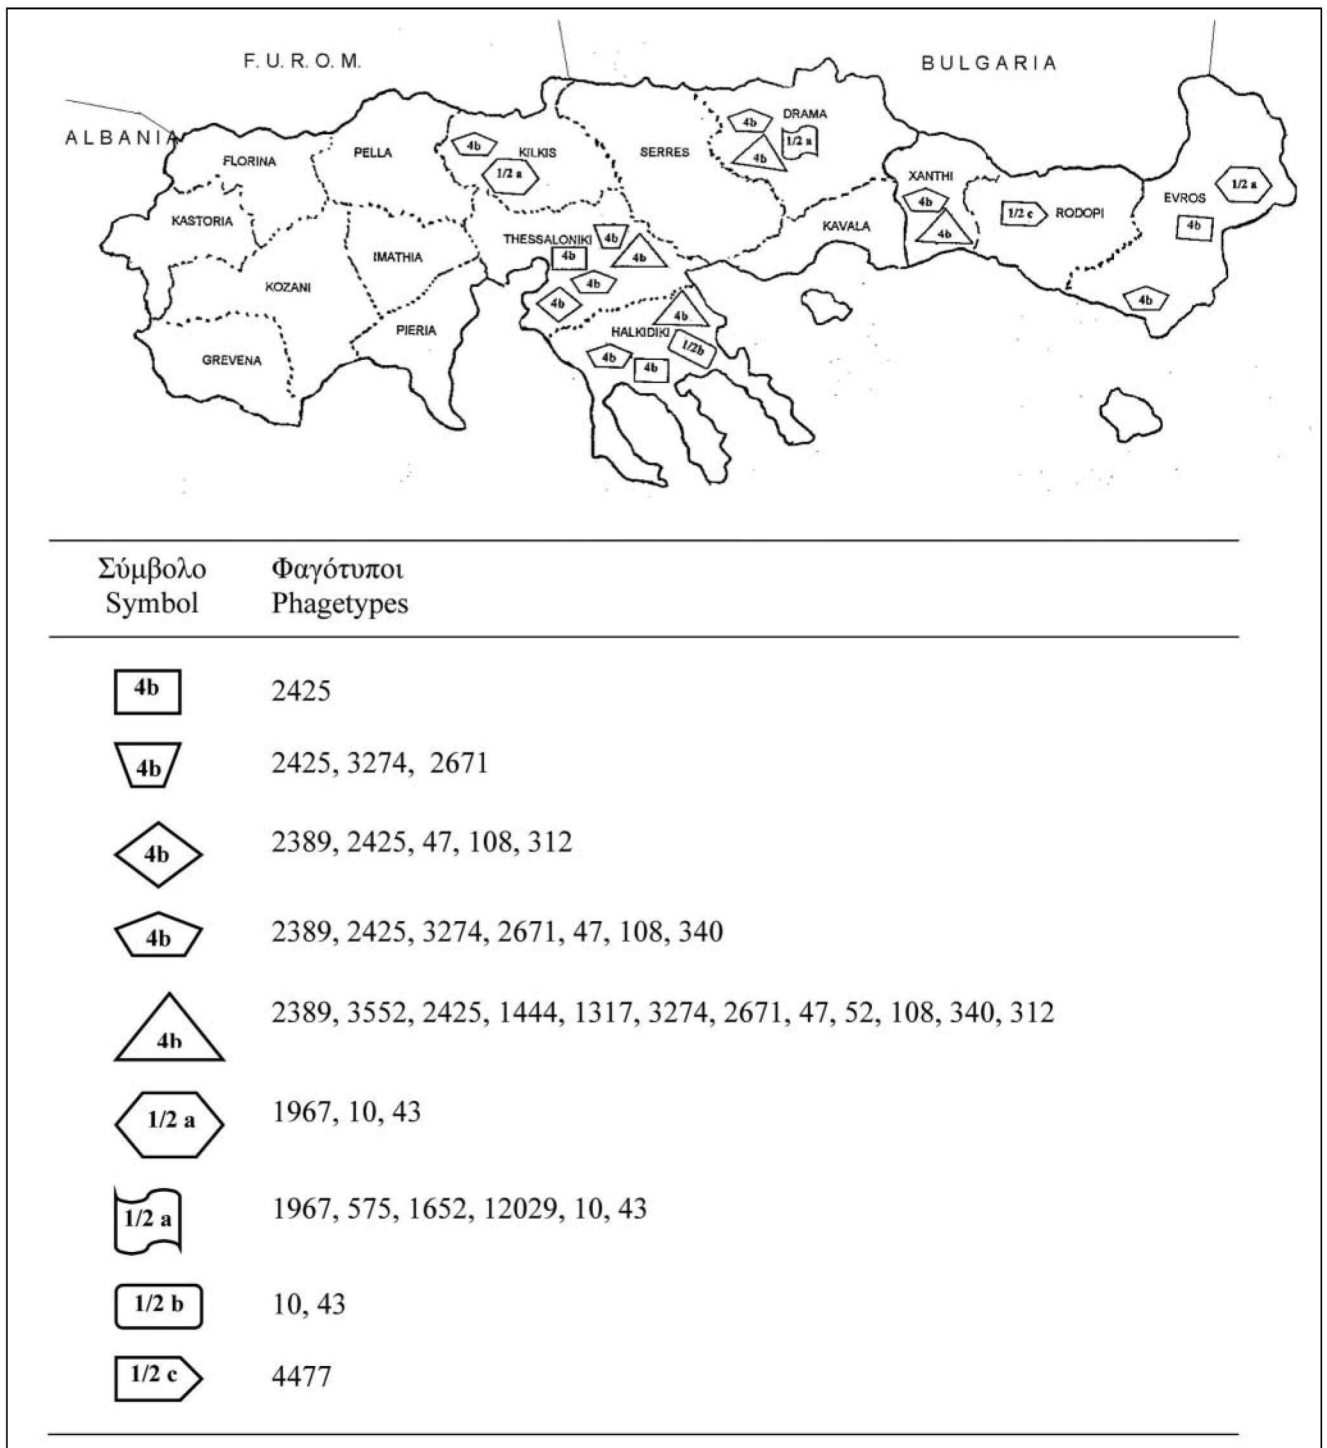 F. U. R. O. M.
BULGARIA
ALBANIA
FLORINA
PELLA
4b
KILKIS
1/2 a
SERRES
DRAMA
4b
1/2 a
4b
KASTORIA
XANTHI
4b
4b
1/2 c
RODOPI
EVROS
1/2 a
4b
4b
KAVALA
THESSALONIKI
4b
4b
4b
4b
4b
IMATHIA
KOZANI
PIERIA
GREVENA
HALKIDIKI
4b
1/2b
4b
4b
Σύμβολο Φαγότυποι
Symbol Phagetypes
4b 2425
4b 2425, 3274, 2671
4b 2389, 2425, 47, 108, 312
4b 2389, 2425, 3274, 2671, 47, 108, 340
4b 2389, 3552, 2425, 1444, 1317, 3274, 2671, 47, 52, 108, 340, 312
1/2 a 1967, 10, 43
1/2 a 1967, 575, 1652, 12029, 10, 43
1/2 b 10, 43
1/2 c 4477